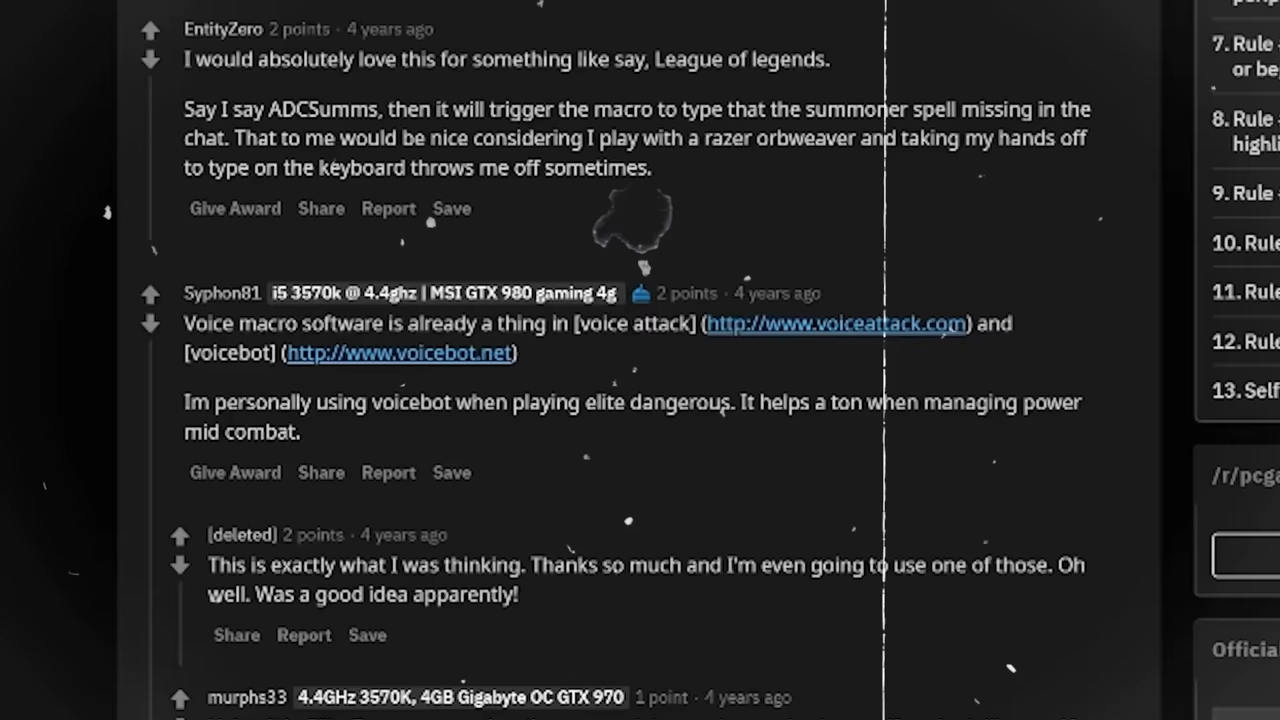 EntityZero 2 points · 4 years ago
I would absolutely love this for something like say, League of legends.
Say I say ADCSumms, then it will trigger the macro to type that the summoner spell missing in the
chat. That to me would be nice considering I play with a razer orbweaver and taking my hands off
to type on the keyboard throws me off sometimes.
Give Award Share Report Save
Syphon81 i5 3570k @ 4.4ghz | MSI GTX 980 gaming 4g 2 points · 4 years ago
Voice macro software is already a thing in [voice attack] (http://www.voiceattack.com) and
[voicebot] (http://www.voicebot.net)
Im personally using voicebot when playing elite dangerous. It helps a ton when managing power
mid combat.
Give Award Share Report Save
[deleted] 2 points · 4 years ago
This is exactly what I was thinking. Thanks so much and I'm even going to use one of those. Oh
well. Was a good idea apparently!
Share Report Save
murphs33 4.4GHz 3570K, 4GB Gigabyte OC GTX 970 1 point · 4 years ago
7. Rule
or be
8. Rule
highli
9. Rule
10. Rule
11. Rule
12. Rule
13. Self
/r/pcga
Officia